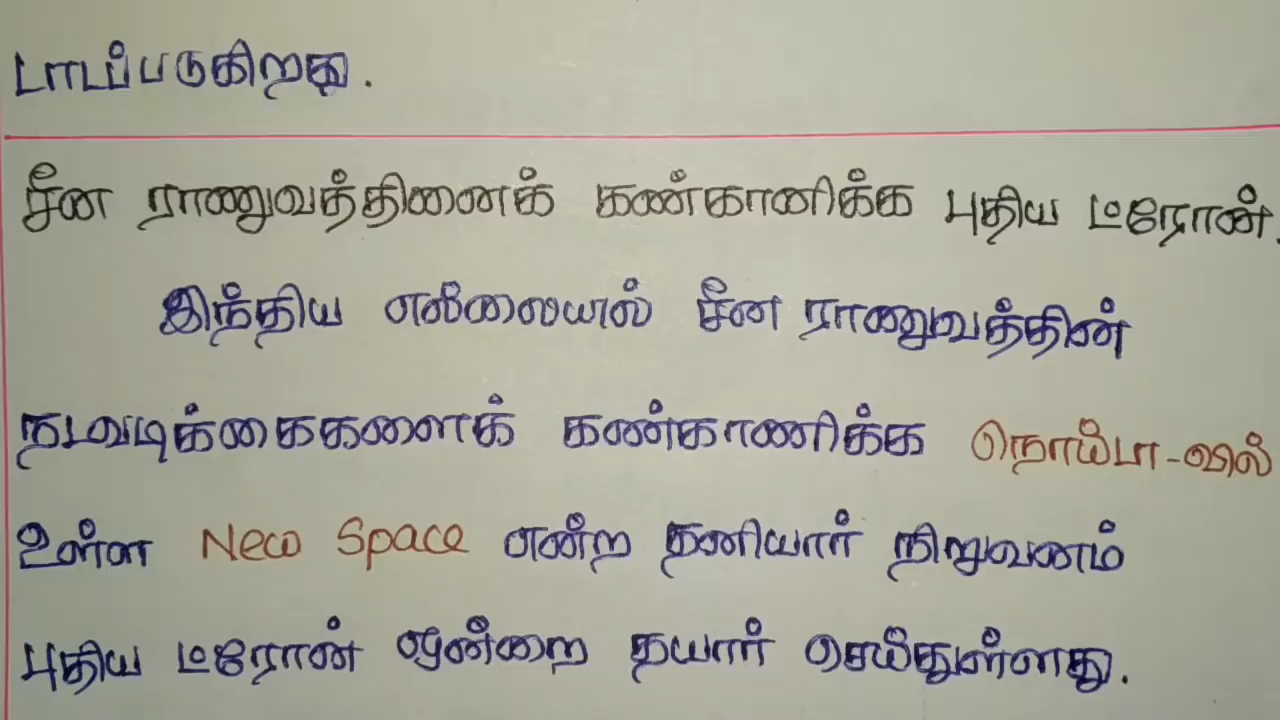 டாடப்படுகிறது.
சீன ராணுவத்தினைக் கண்காணிக்க புதிய ட்ரோன்.
இந்திய எல்லையில் சீன ராணுவத்தின்
நடவடிக்கைகளைக் கண்காணிக்க நொய்டா-வில்
உள்ள New Space என்ற தனியார் நிறுவனம்
புதிய ட்ரோன் ஒன்றை தயார் செய்துள்ளது.